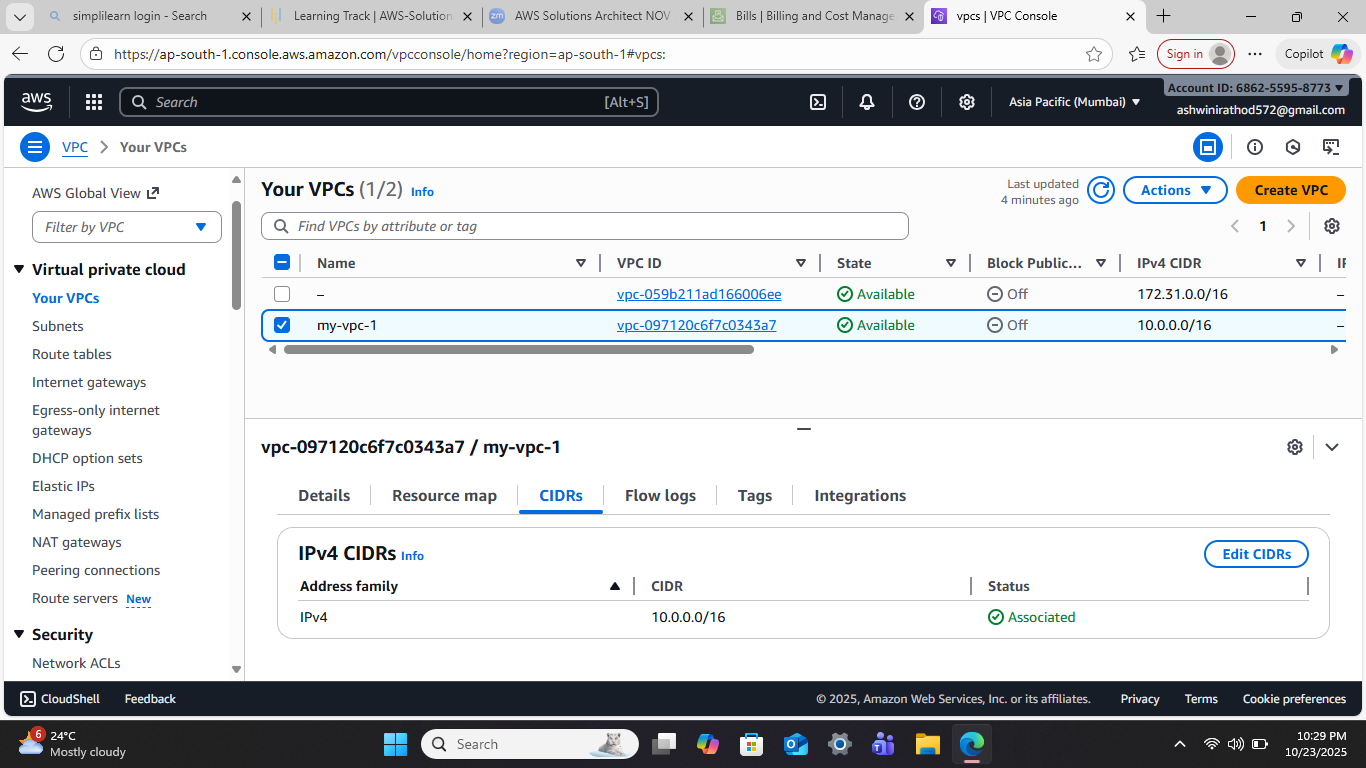 simplilearn login - Search
Learning Track | AWS-Solution
AWS Solutions Architect NOV
Bills | Billing and Cost Manage
vpcs | VPC Console
https://ap-south-1.console.aws.amazon.com/vpcconsole/home?region=ap-south-1#vpcs:
Sign in
Copilot
aws
Search
[Alt+S]
Asia Pacific (Mumbai)
Account ID: 6862-5595-8773
ashwinirathod572@gmail.com
VPC
Your VPCs
AWS Global View
Filter by VPC
Virtual private cloud
Your VPCs
Subnets
Route tables
Internet gateways
Egress-only internet
gateways
DHCP option sets
Elastic IPs
Managed prefix lists
NAT gateways
Peering connections
Route servers New
Security
Network ACLs
Your VPCs (1/2) Info
Last updated
4 minutes ago
Actions
Create VPC
Find VPCs by attribute or tag
1
Name VPC ID State Block Public... IPv4 CIDR IP
– vpc-059b211ad166006ee Available Off 172.31.0.0/16 –
my-vpc-1 vpc-097120c6f7c0343a7 Available Off 10.0.0.0/16 –
vpc-097120c6f7c0343a7 / my-vpc-1
Details Resource map CIDRs Flow logs Tags Integrations
IPv4 CIDRs Info
Edit CIDRs
Address family CIDR Status
IPv4 10.0.0.0/16 Associated
CloudShell Feedback © 2025, Amazon Web Services, Inc. or its affiliates. Privacy Terms Cookie preferences
6
24°C
Mostly cloudy
Search
10:29 PM
10/23/2025